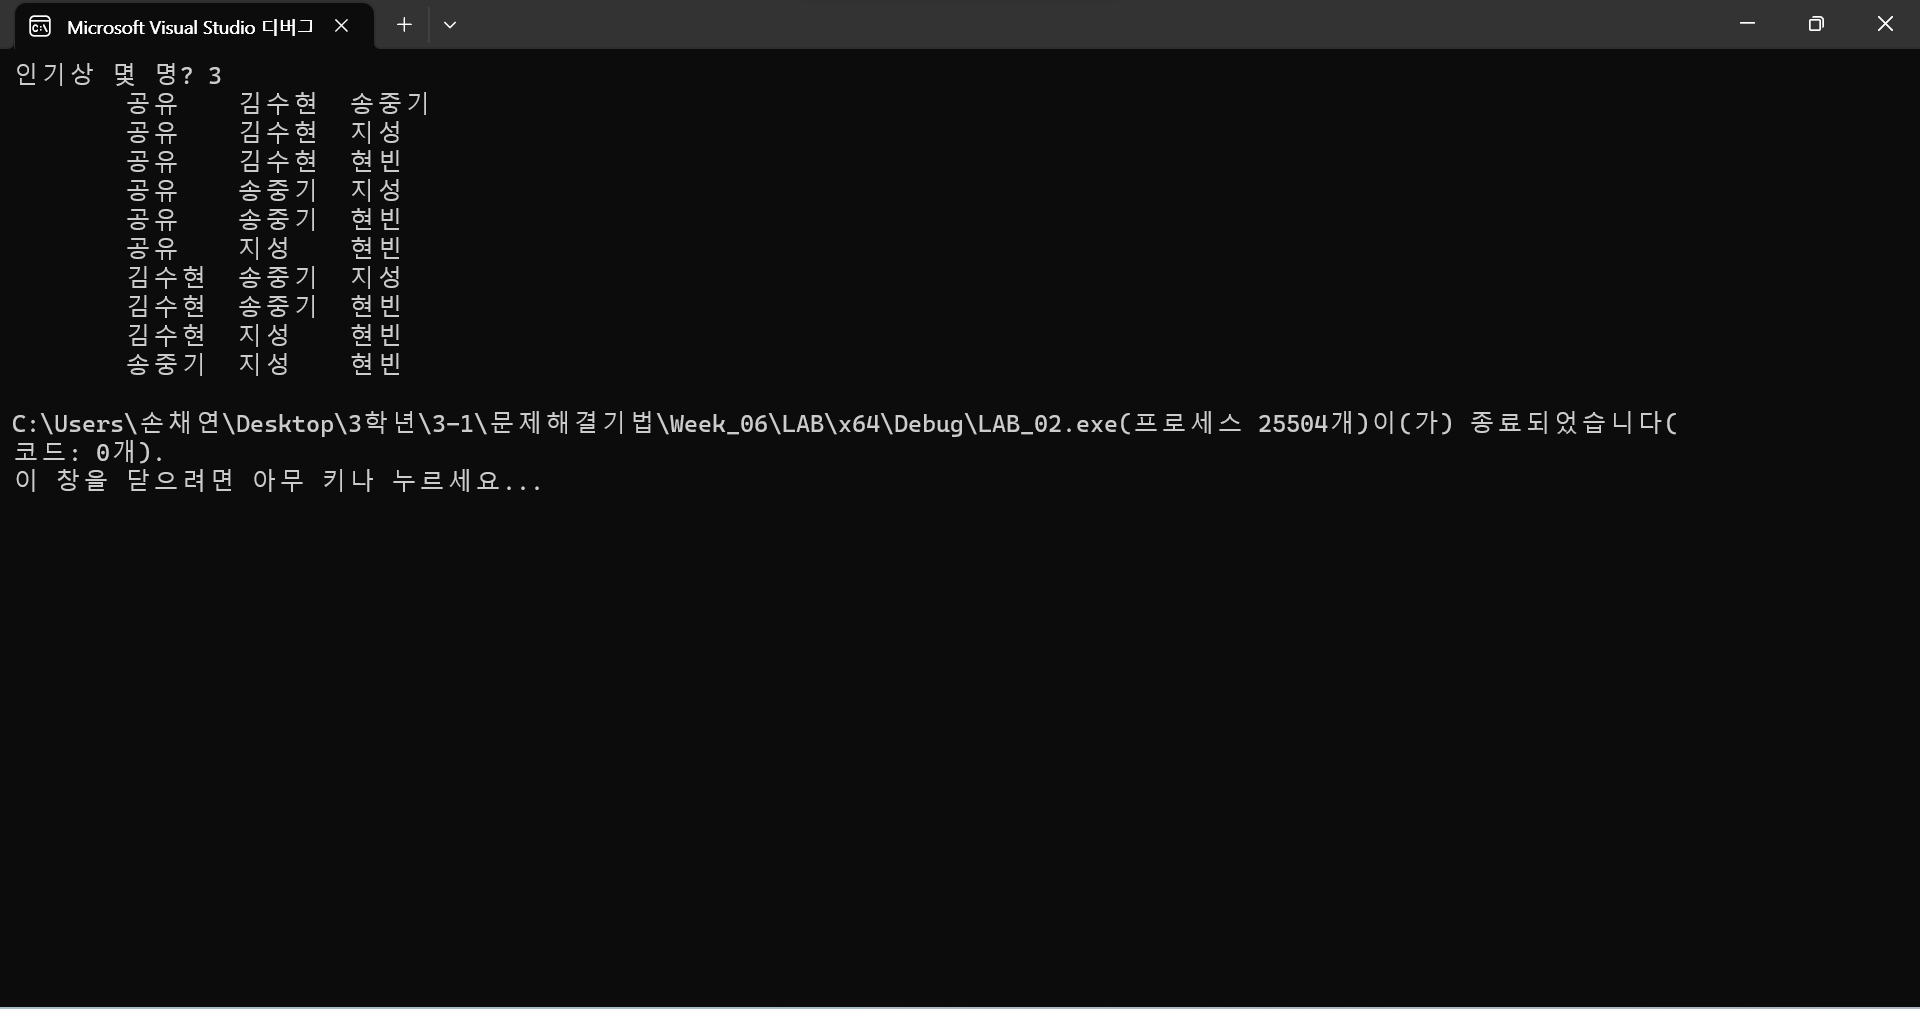 Microsoft Visual Studio 디버그
인기상 몇 명? 3
공유 김수현 송중기
공유 김수현 지성
공유 김수현 현빈
공유 송중기 지성
공유 송중기 현빈
공유 지성 현빈
김수현 송중기 지성
김수현 송중기 현빈
김수현 지성 현빈
송중기 지성 현빈
C:\Users\손채연\Desktop\3학년\3-1\문제해결기법\Week_06\LAB\x64\Debug\LAB_02.exe(프로세스 25504개)이(가) 종료되었습니다(
코드: 0개).
이 창을 닫으려면 아무 키나 누르세요...